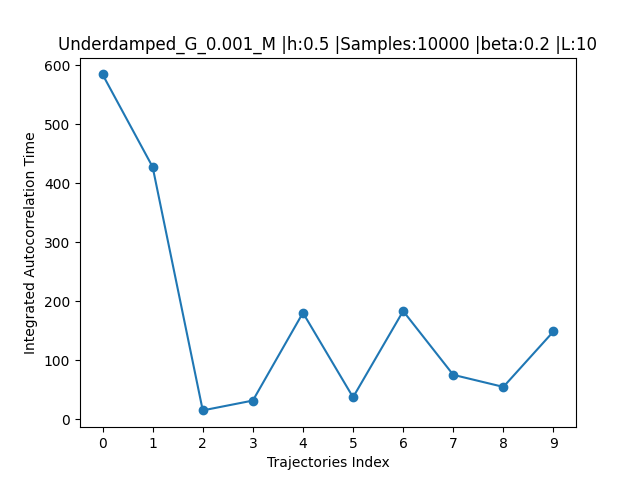 Underdamped_G_0.001_M |h:0.5 |Samples:10000 |beta:0.2 |L:10
600
500
400
300
200
100
0
Integrated Autocorrelation Time
0 1 2 3 4 5 6 7 8 9
Trajectories Index